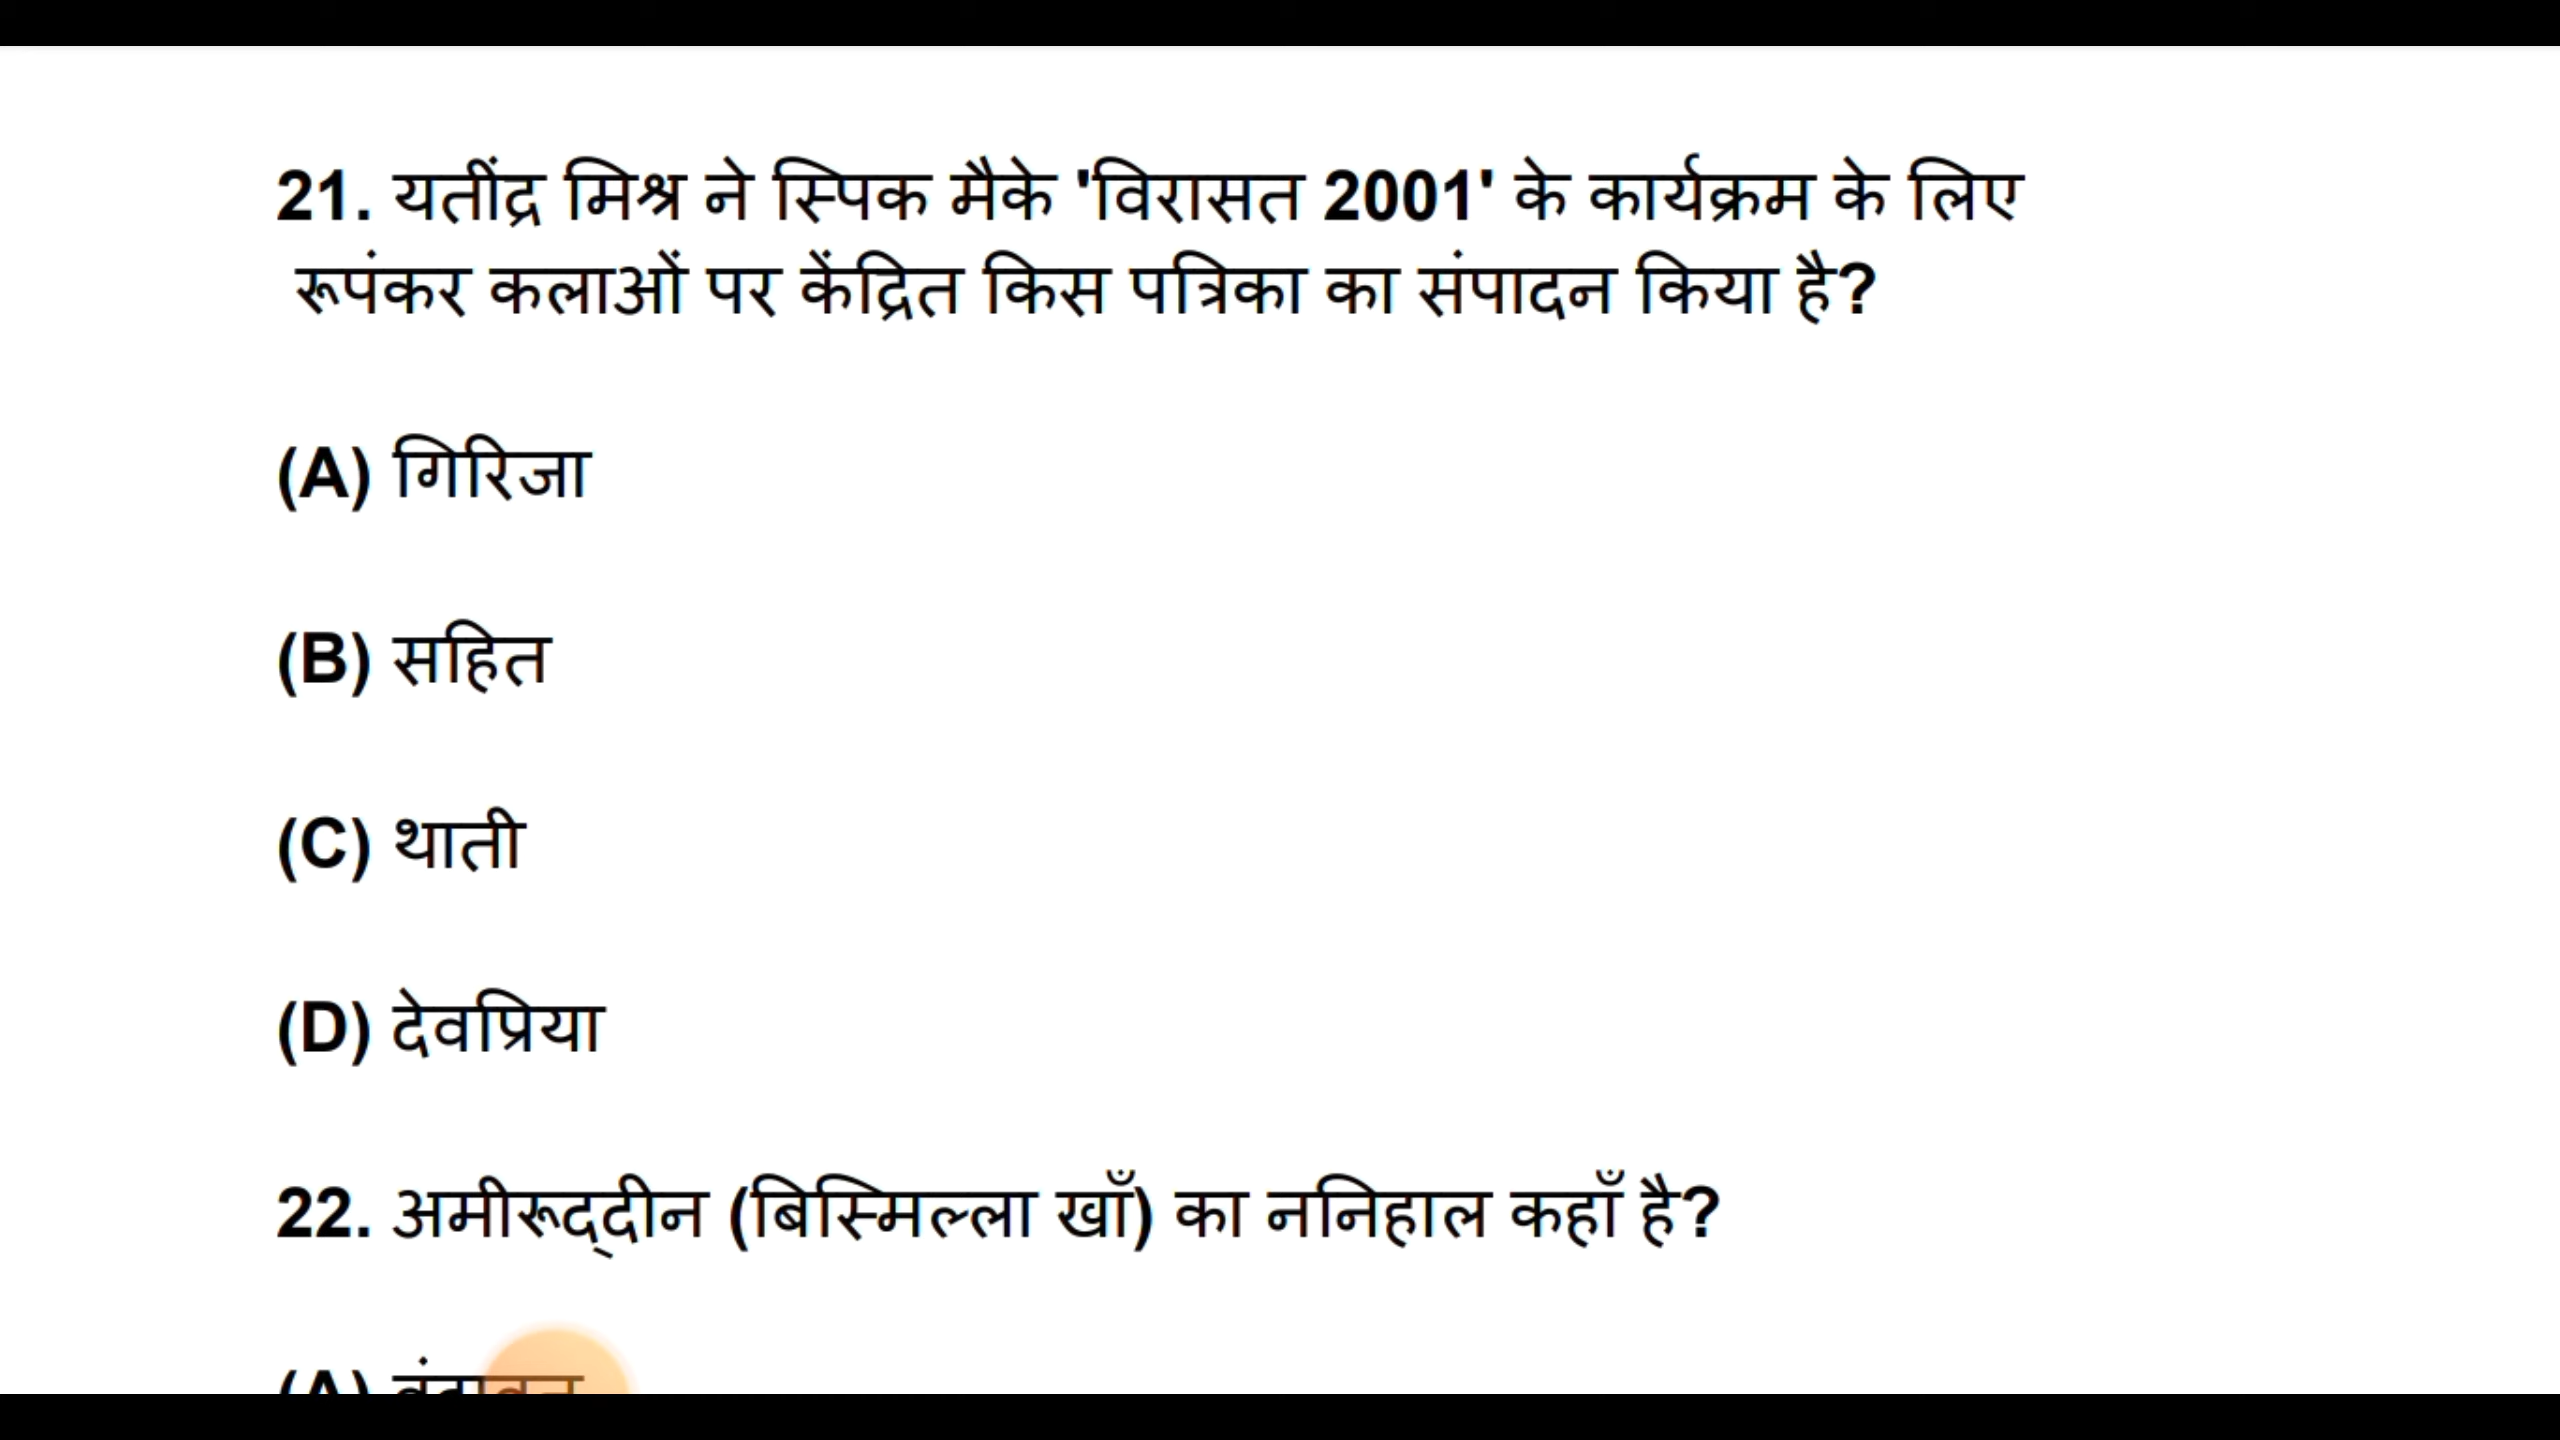 21. यतींद्र मिश्र ने स्पिक मैके 'विरासत 2001' के कार्यक्रम के लिए
रूपंकर कलाओं पर केंद्रित किस पत्रिका का संपादन किया है?
(A) गिरिजा
(B) सहित
(C) थाती
(D) देवप्रिया
22. अमीरूद्‌दीन (बिस्मिल्ला खाँ) का ननिहाल कहाँ है?
(A)